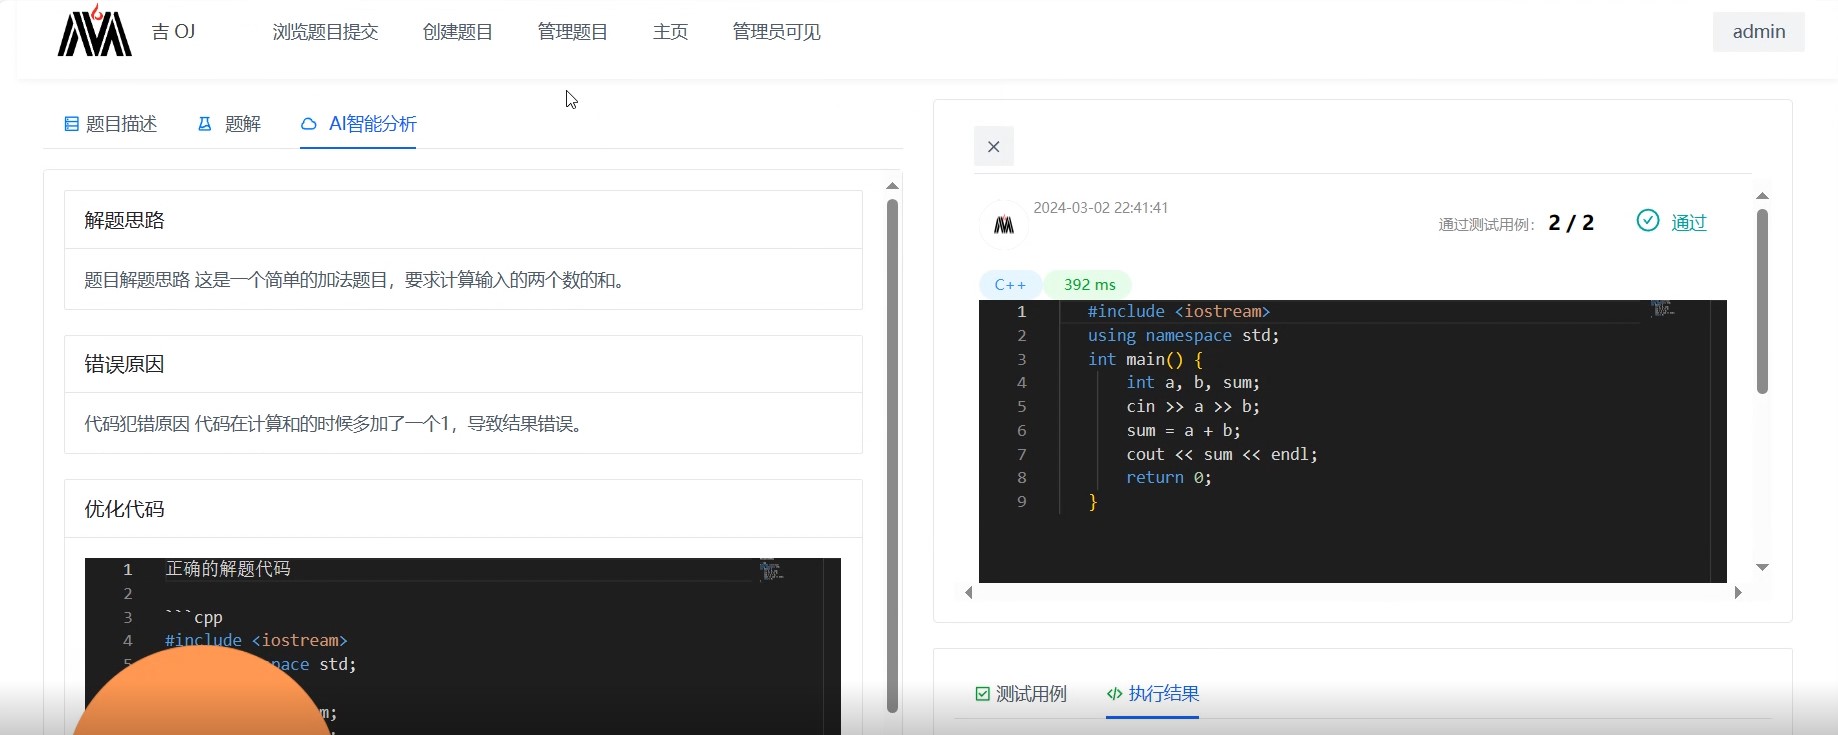 吉 OJ
浏览题目提交
创建题目
管理题目
主页
管理员可见
admin
题目描述
题解
AI智能分析
解题思路
题目解题思路 这是一个简单的加法题目，要求计算输入的两个数的和。
错误原因
代码犯错原因 代码在计算和的时候多加了一个1，导致结果错误。
优化代码
1 正确的解题代码
2
3 ```cpp
4 #include <iostream>
5 pace std;
m;
2024-03-02 22:41:41
通过测试用例： 2 / 2
通过
C++
392 ms
1 #include <iostream>
2 using namespace std;
3 int main() {
4 int a, b, sum;
5 cin >> a >> b;
6 sum = a + b;
7 cout << sum << endl;
8 return 0;
9 }
测试用例
执行结果